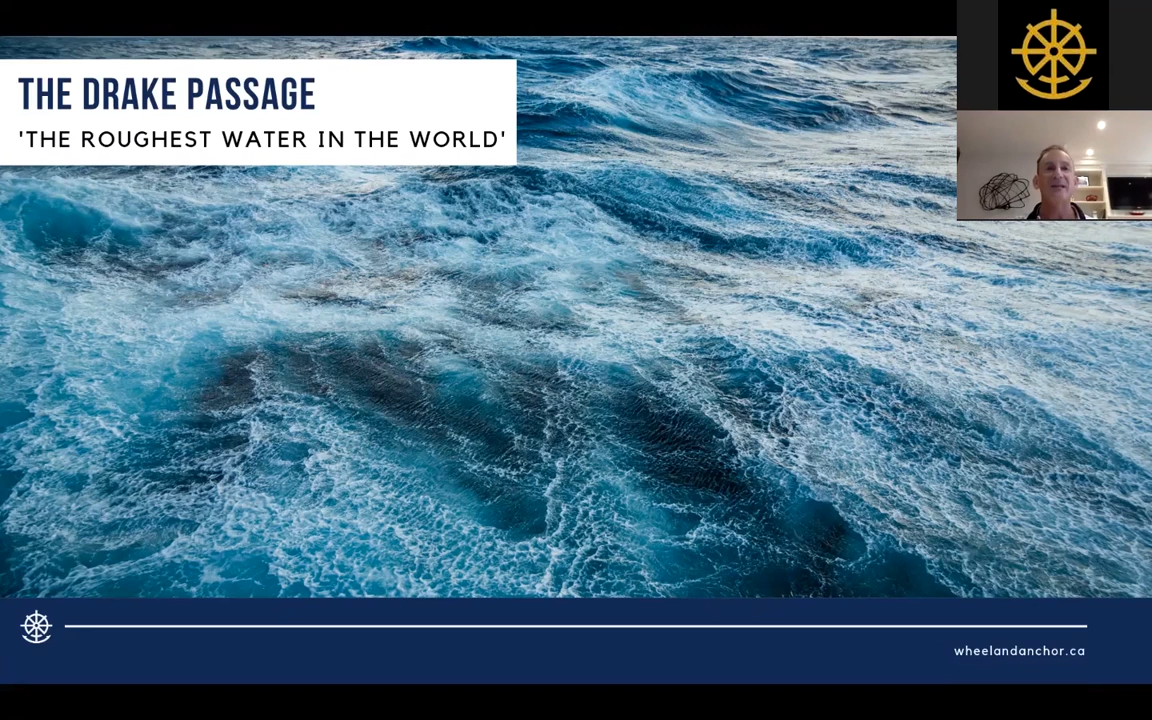 THE DRAKE PASSAGE
'THE ROUGHEST WATER IN THE WORLD'
wheelandanchor.ca